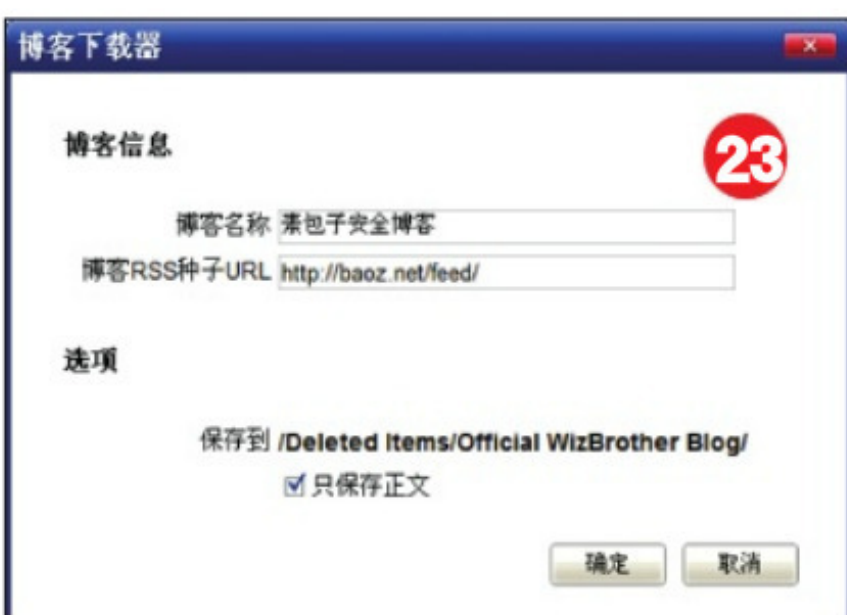 博客下载器
博客信息
23
博客名称 素包子安全博客
博客RSS种子URL http://baoz.net/feed/
选项
保存到 /Deleted Items/Official WizBrother Blog/
只保存正文
确定 取消